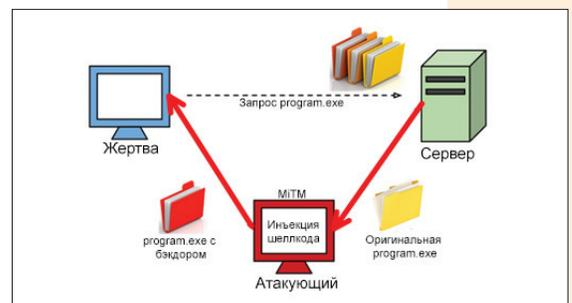 Запрос program.exe
Жертва
Сервер
MiTM
Инъекция
шеллкода
program.exe с
бэкдором
Оригинальная
program.exe
Атакующий